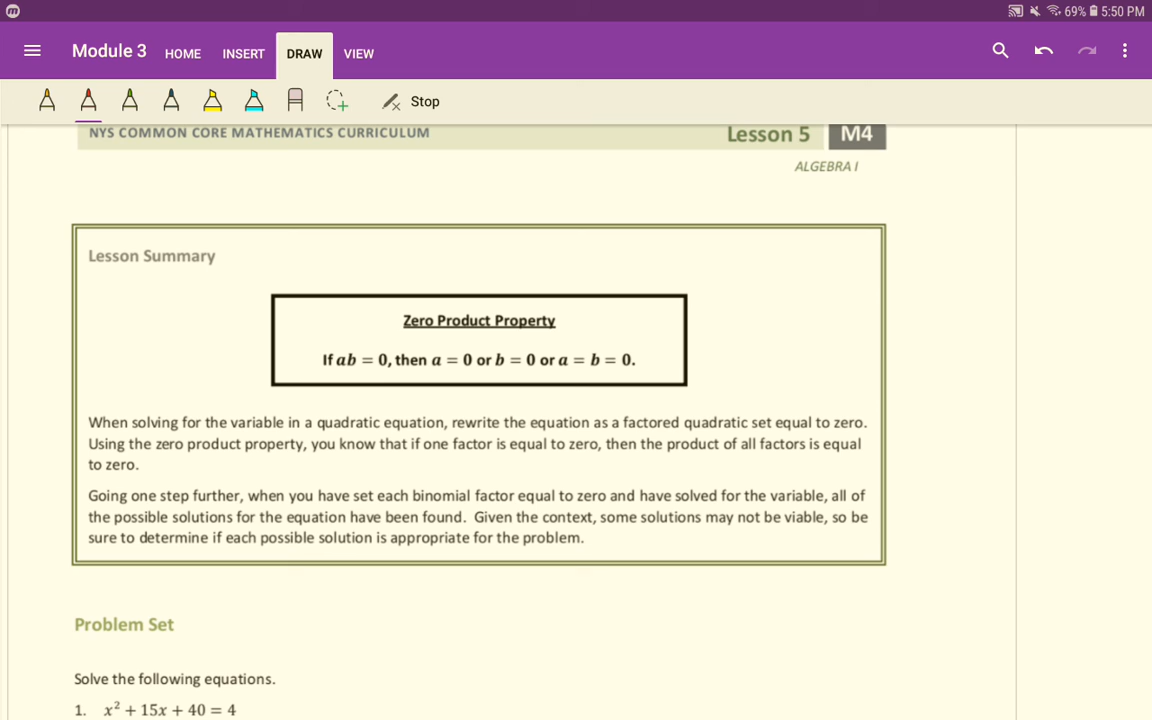 69% 5:50 PM
Module 3 HOME INSERT DRAW VIEW
Stop
NYS COMMON CORE MATHEMATICS CURRICULUM Lesson 5 M4
ALGEBRA I
Lesson Summary
Zero Product Property
If ab = 0, then a = 0 or b = 0 or a = b = 0.
When solving for the variable in a quadratic equation, rewrite the equation as a factored quadratic set equal to zero.
Using the zero product property, you know that if one factor is equal to zero, then the product of all factors is equal
to zero.
Going one step further, when you have set each binomial factor equal to zero and have solved for the variable, all of
the possible solutions for the equation have been found. Given the context, some solutions may not be viable, so be
sure to determine if each possible solution is appropriate for the problem.
Problem Set
Solve the following equations.
1. x² + 15x + 40 = 4